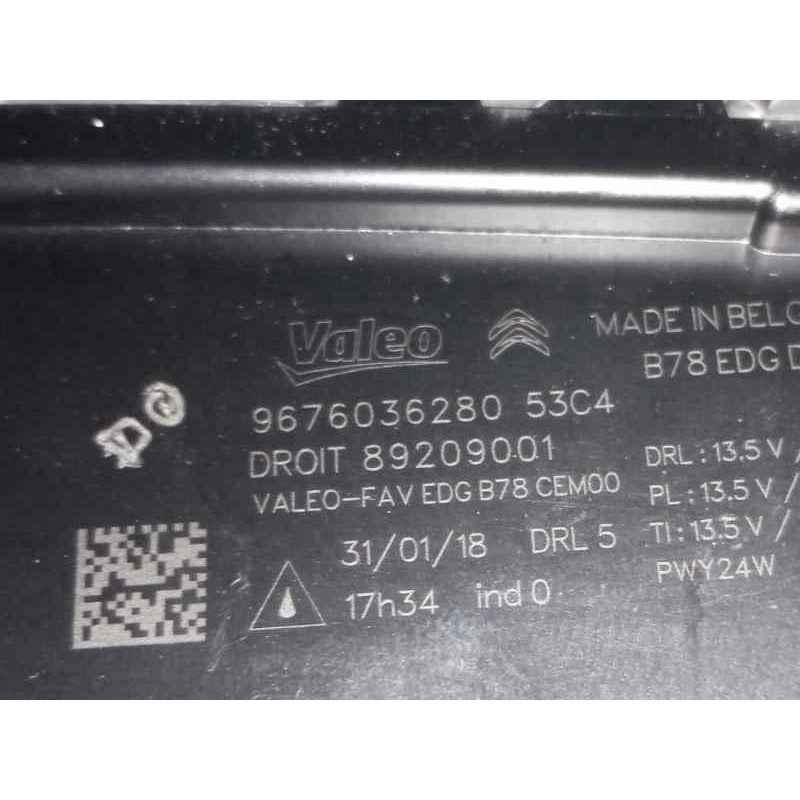 Valeo
MADE IN BELG
B78 EDG D
9676036280 53C4
DROIT 89209001
DRL : 13.5 V /
VALEO-FAV EDG B78 CEM00
PL : 13.5 V /
31/01/18 DRL 5
TI : 13.5 V /
17h34 ind 0
PWY24W